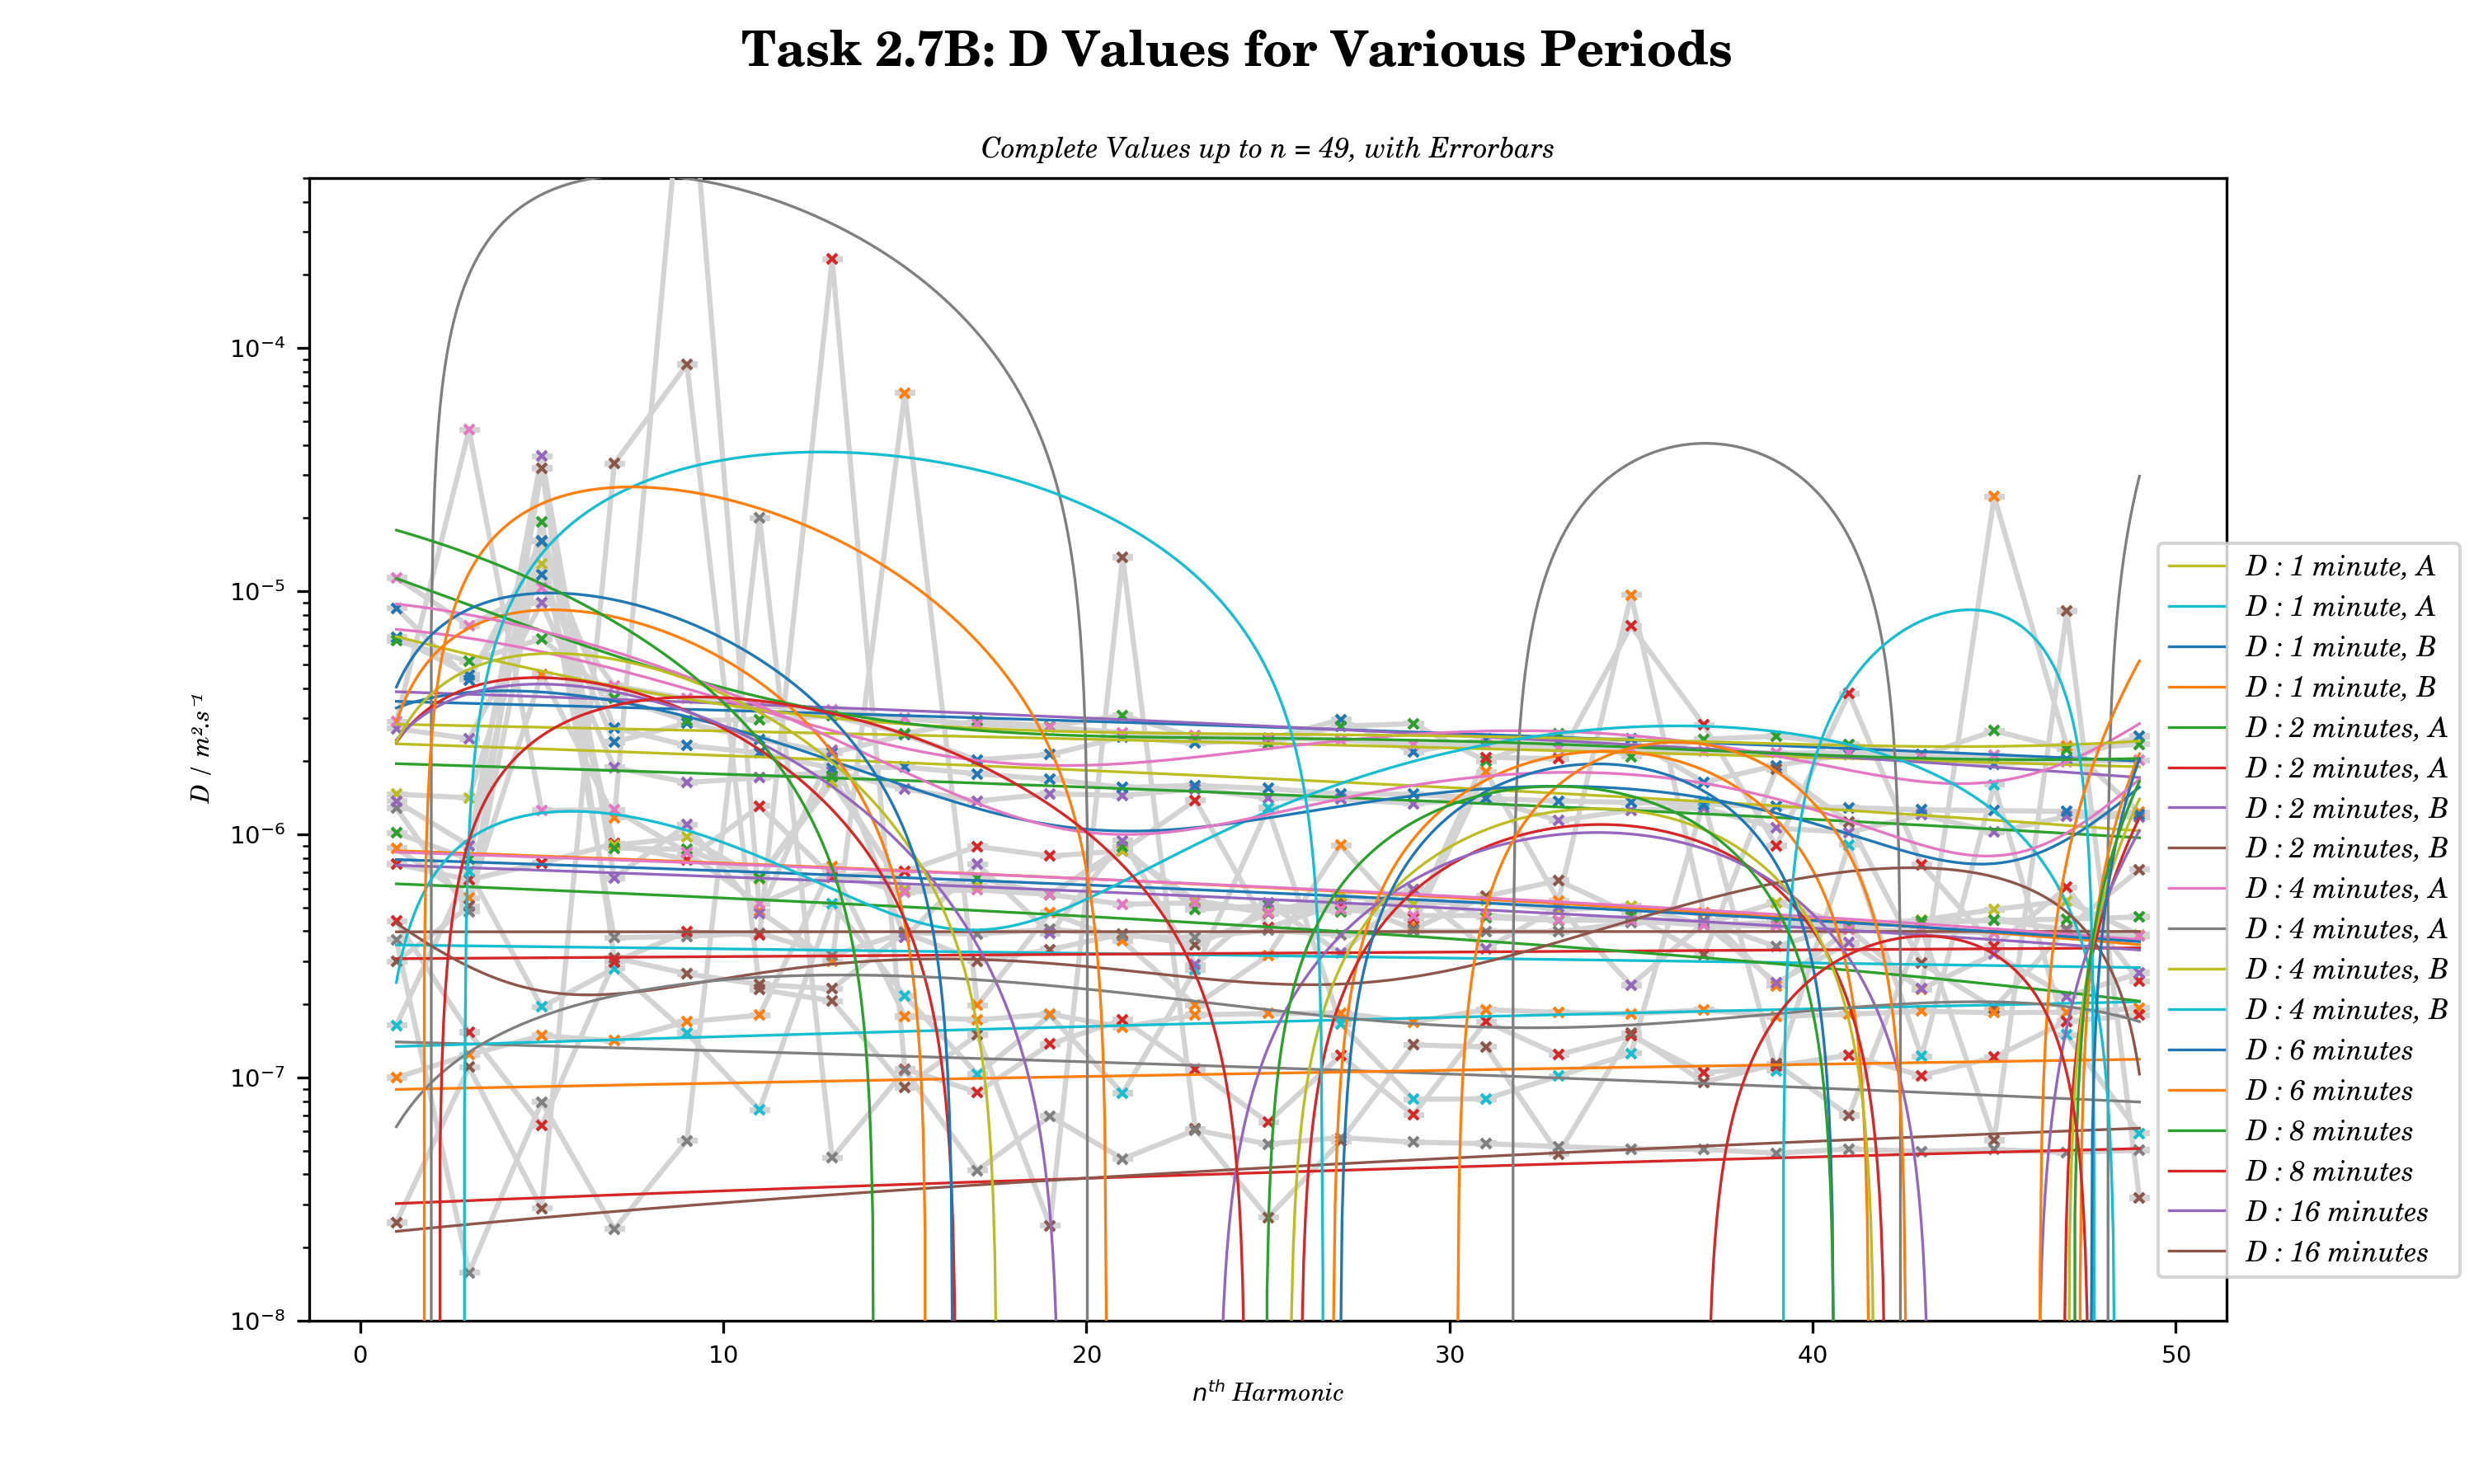 Task 2.7B: D Values for Various Periods
Complete Values up to n = 49, with Errorbars
D / m².s⁻¹
10⁻⁴
10⁻⁵
10⁻⁶
10⁻⁷
10⁻⁸
0 10 20 30 40 50
nᵗʰ Harmonic
D : 1 minute, A
D : 1 minute, A
D : 1 minute, B
D : 1 minute, B
D : 2 minutes, A
D : 2 minutes, A
D : 2 minutes, B
D : 2 minutes, B
D : 4 minutes, A
D : 4 minutes, A
D : 4 minutes, B
D : 4 minutes, B
D : 6 minutes
D : 6 minutes
D : 8 minutes
D : 8 minutes
D : 16 minutes
D : 16 minutes